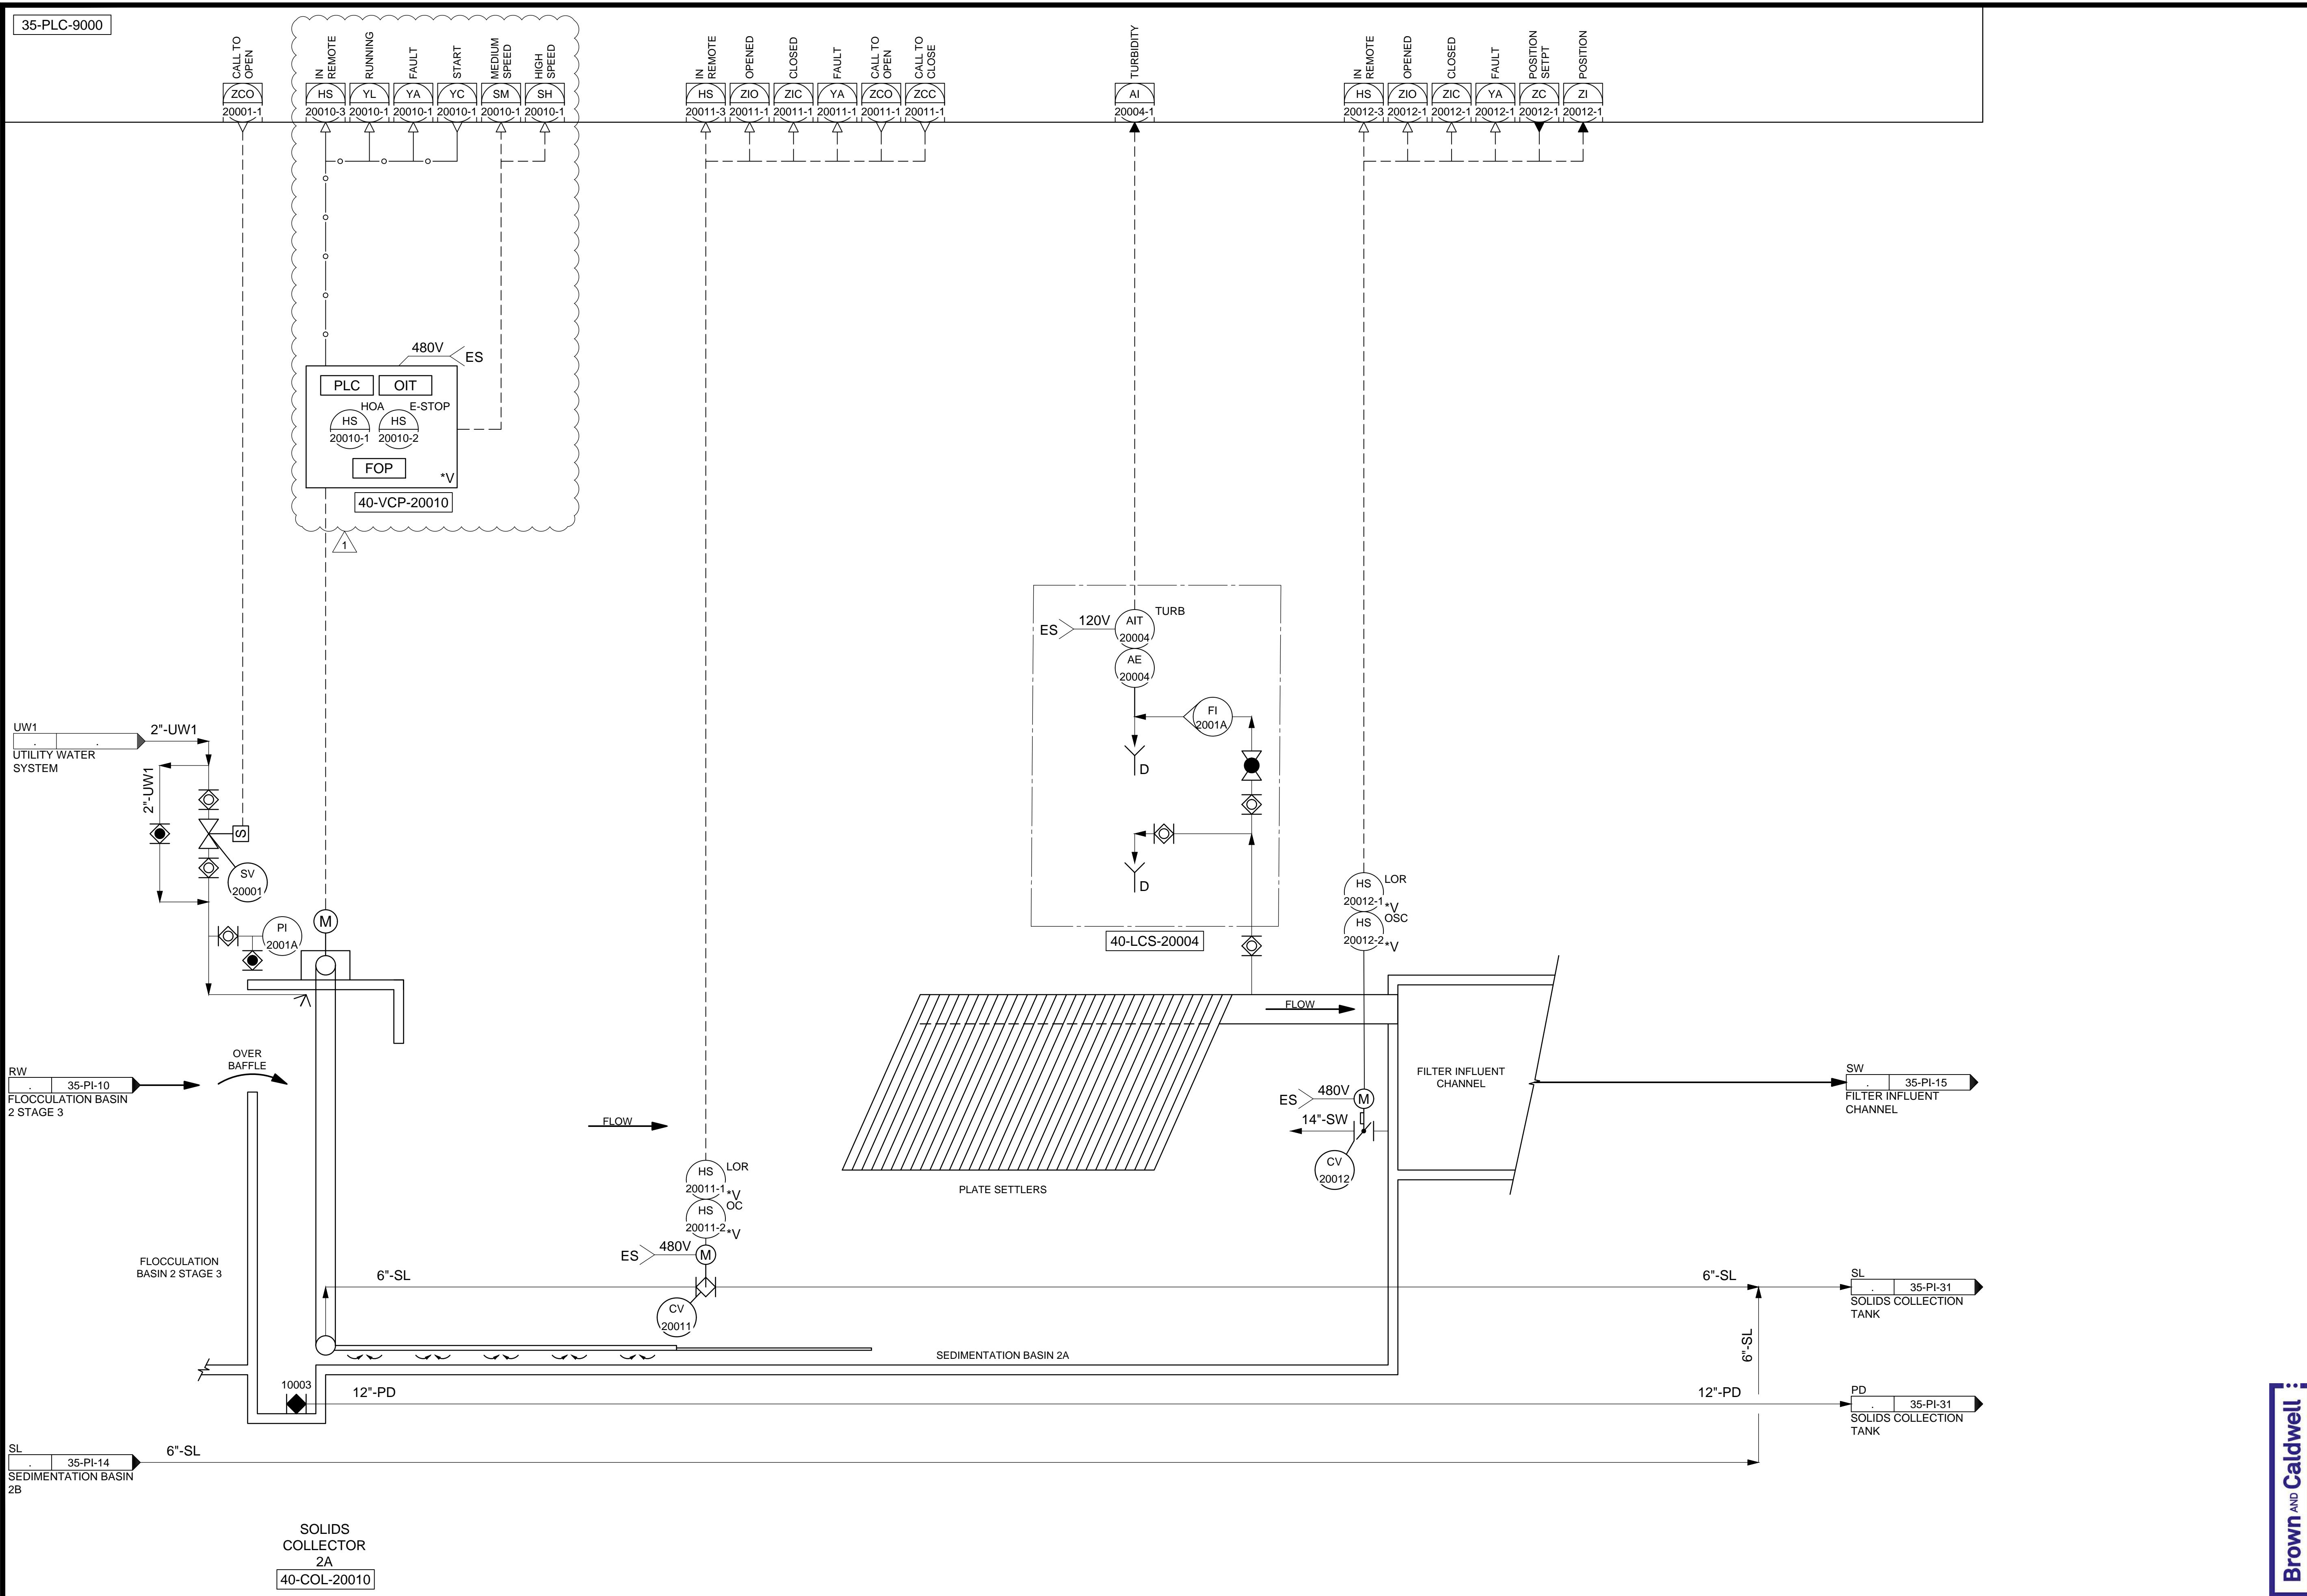 35-PLC-9000
CALL TO
OPEN
IN
REMOTE
RUNNING
FAULT
START
MEDIUM
SPEED
HIGH
SPEED
IN
REMOTE
OPENED
CLOSED
FAULT
CALL TO
OPEN
CALL TO
CLOSE
TURBIDITY
IN
REMOTE
OPENED
CLOSED
FAULT
POSITION
SETPT
POSITION
ZCO
20001-1
HS
20010-3
YL
20010-1
YA
20010-1
YC
20010-1
SM
20010-1
SH
20010-1
HS
20011-3
ZIO
20011-1
ZIC
20011-1
YA
20011-1
ZCO
20011-1
ZCC
20011-1
AI
20004-1
HS
20012-3
ZIO
20012-1
ZIC
20012-1
YA
20012-1
ZC
20012-1
ZI
20012-1
480V
ES
PLC
OIT
HOA
E-STOP
HS
20010-1
HS
20010-2
FOP
*V
40-VCP-20010
1
ES
120V
AIT
20004
TURB
AE
20004
FI
2001A
D
D
40-LCS-20004
UW1
. .
UTILITY WATER
SYSTEM
2"-UW1
2"-UW1
S
SV
20001
PI
2001A
M
HS
20012-1
LOR
*V
HS
20012-2
OSC
*V
FLOW
RW
. 35-PI-10
FLOCCULATION BASIN
2 STAGE 3
OVER
BAFFLE
FLOW
FILTER INFLUENT
CHANNEL
SW
. 35-PI-15
FILTER INFLUENT
CHANNEL
ES
480V
M
14"-SW
CV
20012
HS
20011-1
LOR
*V
HS
20011-2
OC
*V
PLATE SETTLERS
ES
480V
M
FLOCCULATION
BASIN 2 STAGE 3
6"-SL
CV
20011
6"-SL
SL
. 35-PI-31
SOLIDS COLLECTION
TANK
6"-SL
SEDIMENTATION BASIN 2A
10003
12"-PD
12"-PD
PD
. 35-PI-31
SOLIDS COLLECTION
TANK
SL
. 35-PI-14
SEDIMENTATION BASIN
2B
6"-SL
SOLIDS
COLLECTOR
2A
40-COL-20010
Brown AND Caldwell